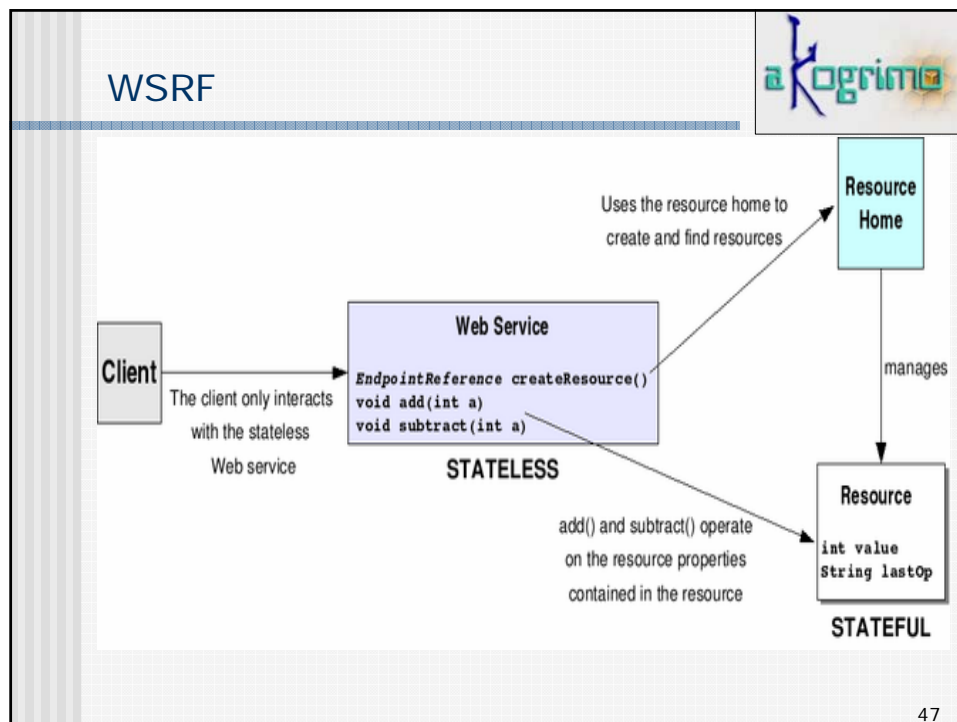 WSRF
akogrimo
Uses the resource home to
create and find resources
Resource
Home
Client
The client only interacts
with the stateless
Web service
Web Service
EndpointReference createResource()
void add(int a)
void subtract(int a)
STATELESS
manages
add() and subtract() operate
on the resource properties
contained in the resource
Resource
int value
String lastOp
STATEFUL
47